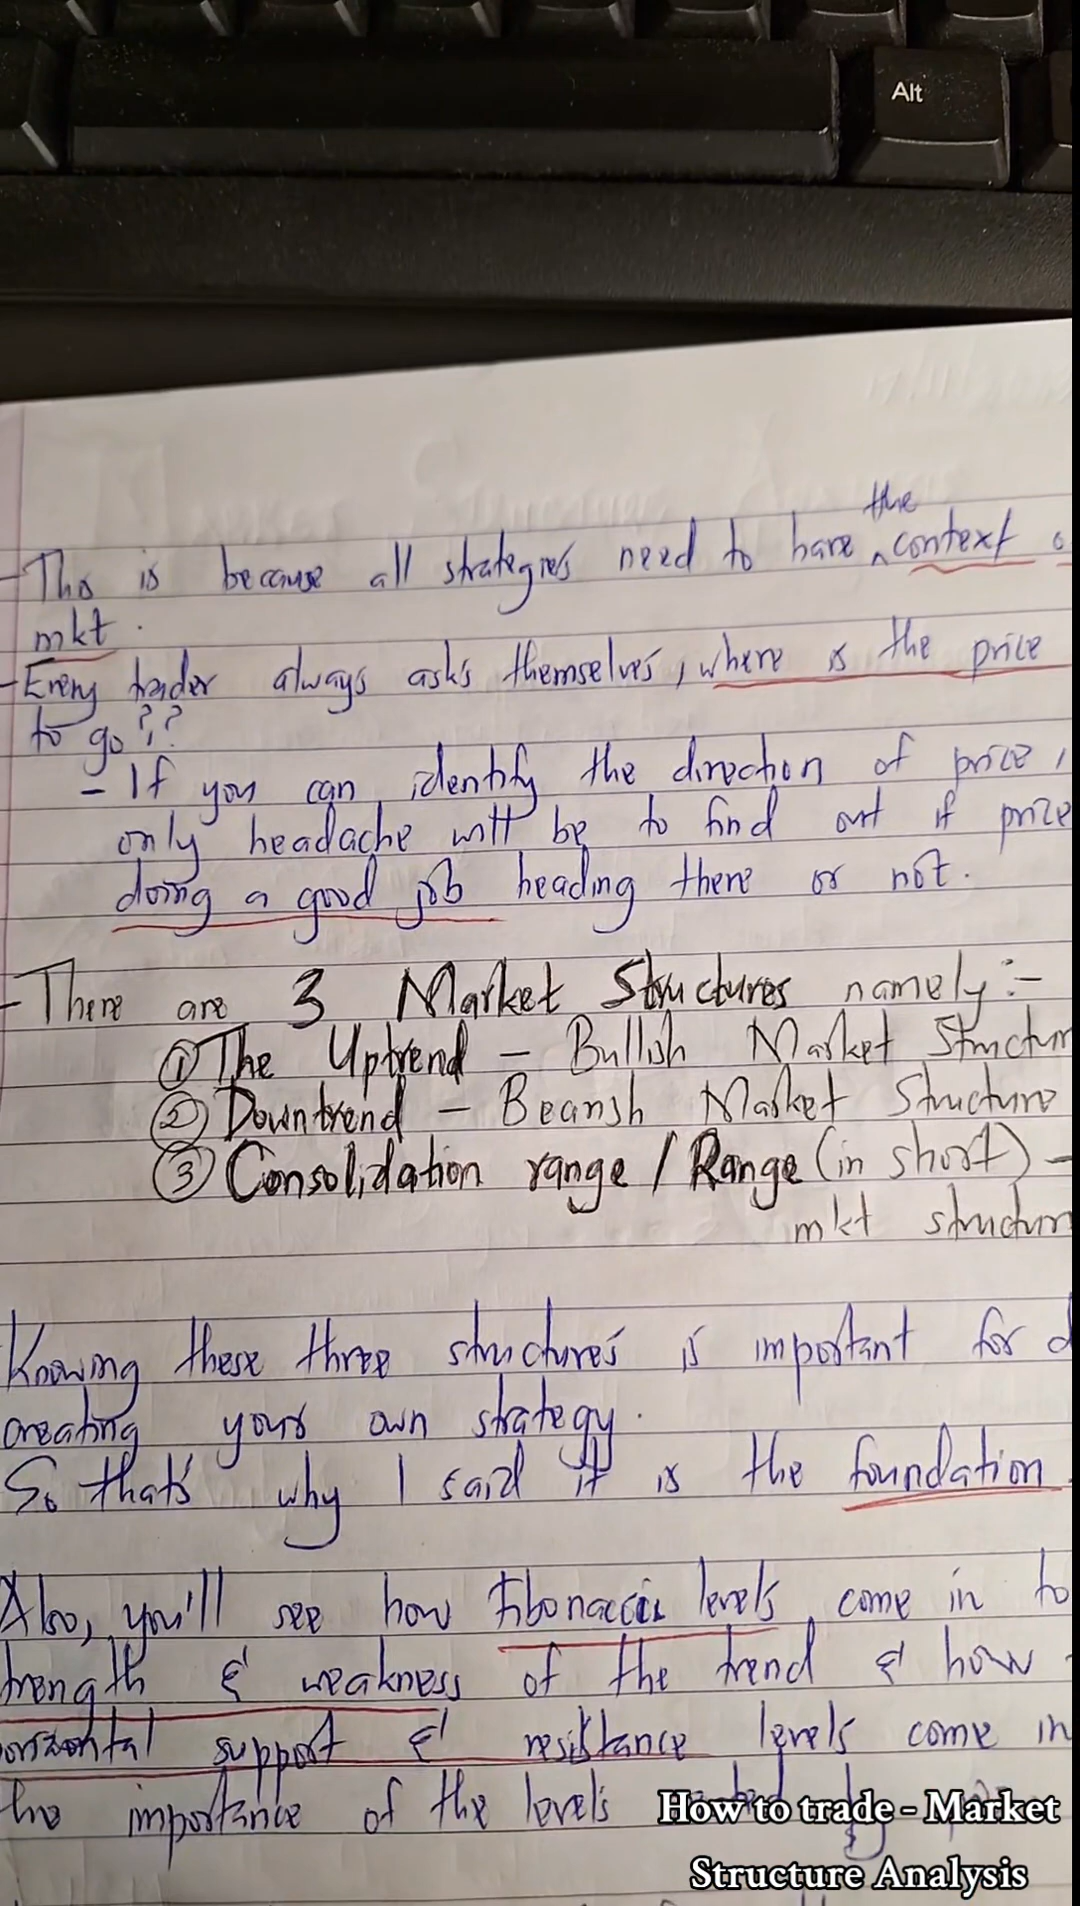 Alt
the
- This is because all strategies need to have ^ context
mkt.
- Every trader always asks themselves, where is the price
to go?,?
- If you can identify the direction of price,
only headache will be to find out if price
doing a good job heading there or not.
- There are 3 Market Structures namely:-
① The Uptrend - Bullish Market Structur
② Downtrend - Bearish Market Structure
③ Consolidation range / Range (in short) -
mkt structur
Knowing these three structures is important for
creating your own strategy.
So that's why I said it is the foundation.
Also, you'll see how Fibonacci levels come in to
trength & weakness of the trend & how
orizontal support & resistance levels come in
the importance of the levels
How to trade - Market
Structure Analysis